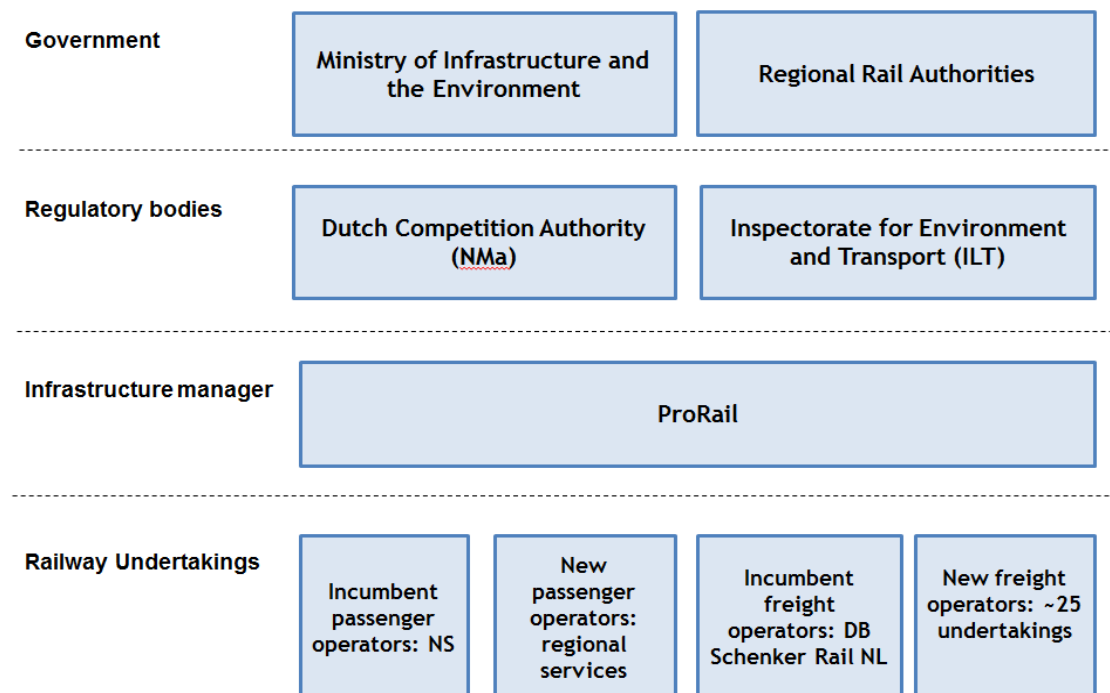 Government
Ministry of Infrastructure and
the Environment
Regional Rail Authorities
Regulatory bodies
Dutch Competition Authority
(NMa)
Inspectorate for Environment
and Transport (ILT)
Infrastructure manager
ProRail
Railway Undertakings
Incumbent
passenger
operators: NS
New
passenger
operators:
regional
services
Incumbent
freight
operators: DB
Schenker Rail NL
New freight
operators: ~25
undertakings